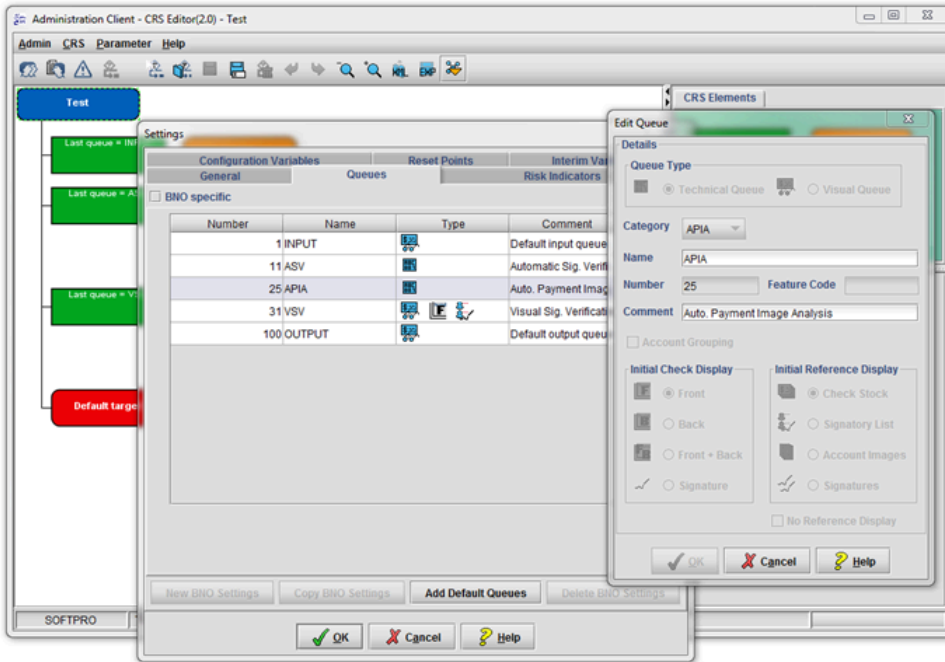 Administration Client - CRS Editor(2.0) - Test
Admin CRS Parameter Help
XML EMP
Test
CRS Elements
Last queue = INP
Last queue = AS
Last queue = VS
Default targe
Settings
Configuration Variables Reset Points Interim Var
General Queues Risk Indicators
BNO specific
Number Name Type Comment
1 INPUT Default input queue
11 ASV Automatic Sig. Verifi
25 APIA Auto. Payment Imag
31 VSV Visual Sig. Verificati
100 OUTPUT Default output queu
New BNO Settings Copy BNO Settings Add Default Queues Delete BNO Settings
OK Cancel Help
SOFTPRO
Edit Queue
Details
Queue Type
Technical Queue Visual Queue
Category APIA
Name APIA
Number 25 Feature Code
Comment Auto. Payment Image Analysis
Account Grouping
Initial Check Display Initial Reference Display
Front Check Stock
Back Signatory List
Front + Back Account Images
Signature Signatures
No Reference Display
OK Cancel Help